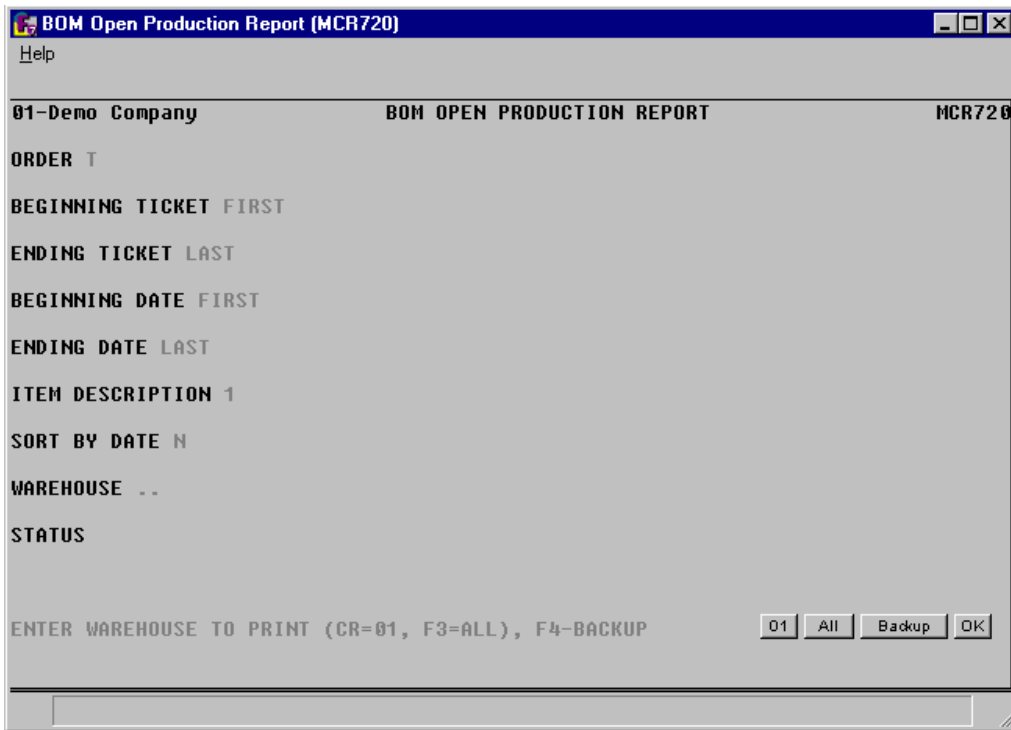 BOM Open Production Report (MCR720)
Help
01-Demo Company BOM OPEN PRODUCTION REPORT MCR720
ORDER T
BEGINNING TICKET FIRST
ENDING TICKET LAST
BEGINNING DATE FIRST
ENDING DATE LAST
ITEM DESCRIPTION 1
SORT BY DATE N
WAREHOUSE ..
STATUS
ENTER WAREHOUSE TO PRINT (CR=01, F3=ALL), F4-BACKUP 01 All Backup OK